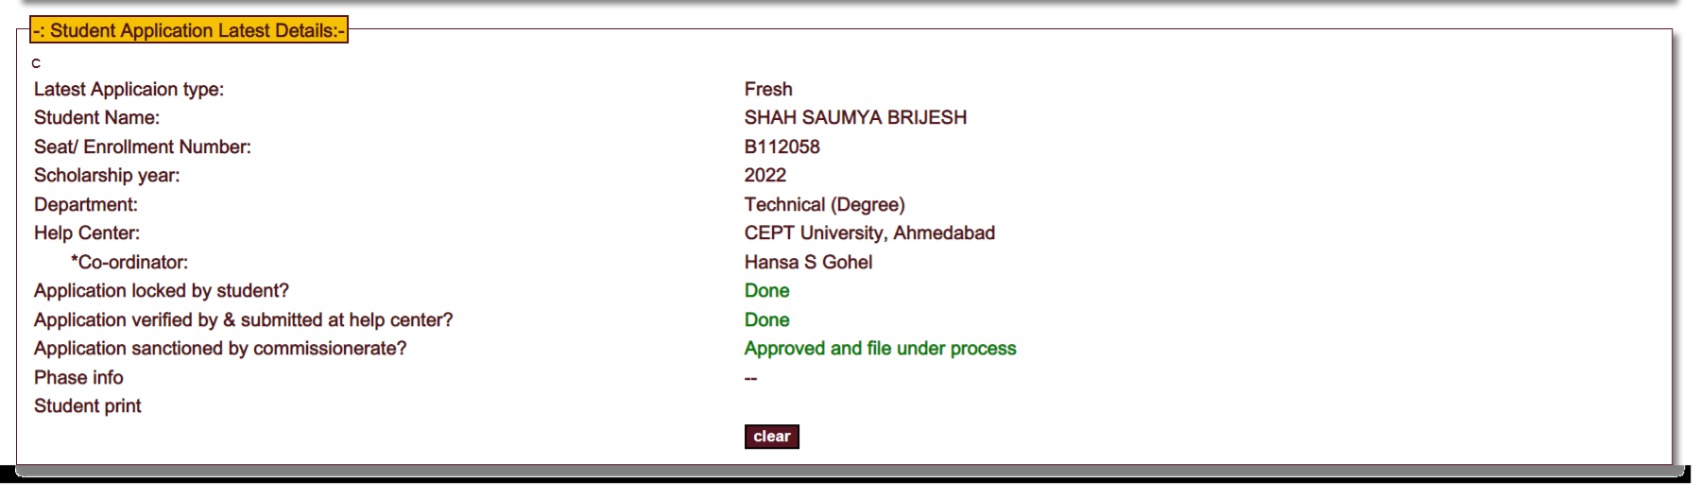 -: Student Application Latest Details:-
c
Latest Applicaion type: Fresh
Student Name: SHAH SAUMYA BRIJESH
Seat/ Enrollment Number: B112058
Scholarship year: 2022
Department: Technical (Degree)
Help Center: CEPT University, Ahmedabad
*Co-ordinator: Hansa S Gohel
Application locked by student? Done
Application verified by & submitted at help center? Done
Application sanctioned by commissionerate? Approved and file under process
Phase info --
Student print
clear